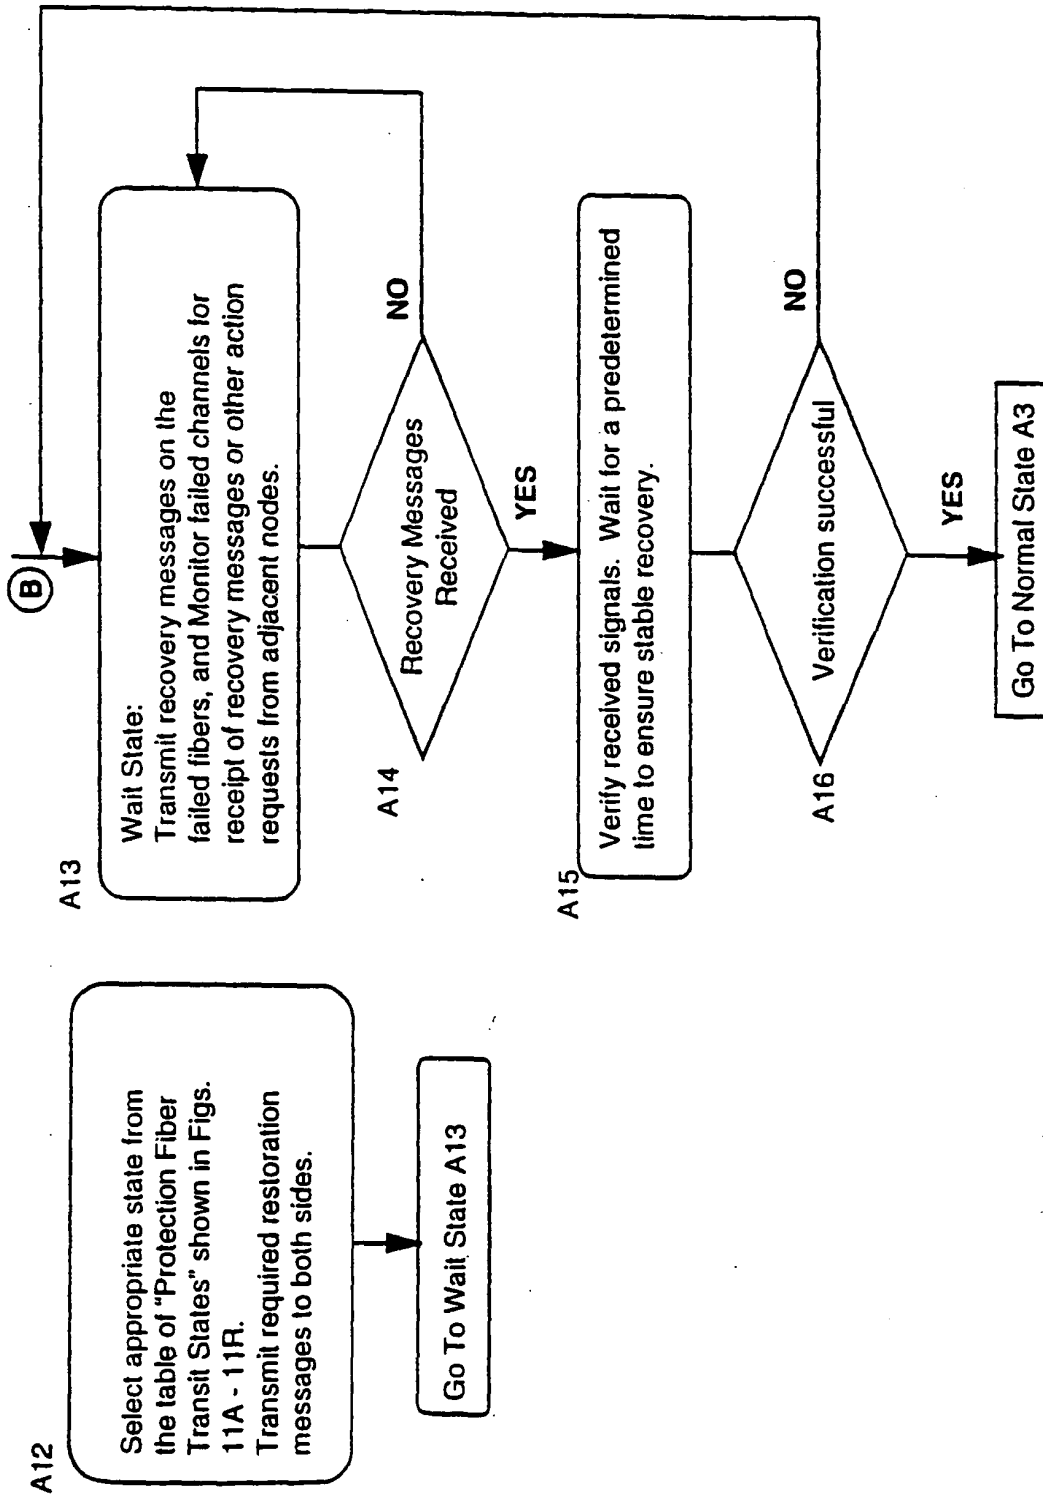 A12
Select appropriate state from
the table of "Protection Fiber
Transit States" shown in Figs.
11A - 11R.
Transmit required restoration
messages to both sides.
Go To Wait State A13
B
A13
Wait State:
Transmit recovery messages on the
failed fibers, and Monitor failed channels for
receipt of recovery messages or other action
requests from adjacent nodes.
A14
Recovery Messages
Received
NO
YES
A15
Verify received signals. Wait for a predetermined
time to ensure stable recovery.
A16
Verification successful
NO
YES
Go To Normal State A3